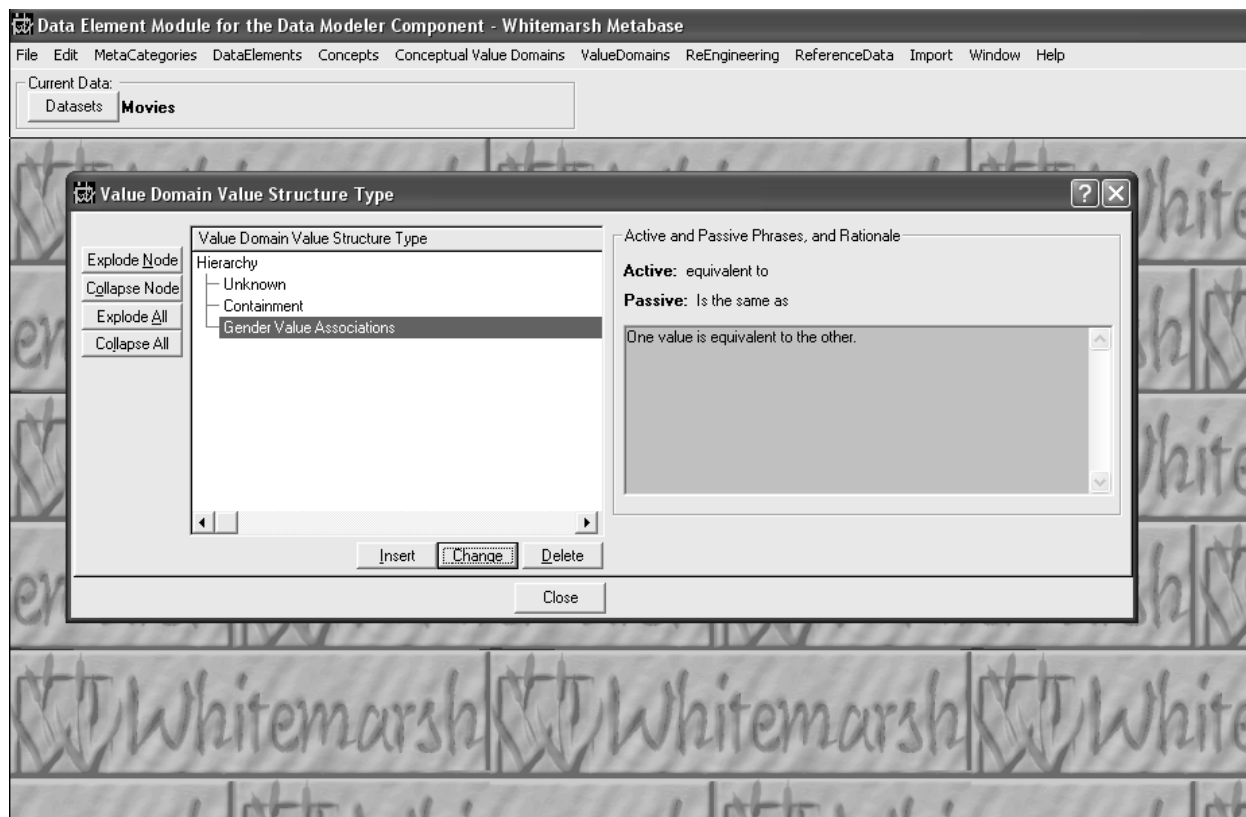 Data Element Module for the Data Modeler Component - Whitemarsh Metabase
File Edit MetaCategories DataElements Concepts Conceptual Value Domains ValueDomains ReEngineering ReferenceData Import Window Help
Current Data:
Datasets Movies
Value Domain Value Structure Type
Explode Node
Collapse Node
Explode All
Collapse All
Value Domain Value Structure Type
Hierarchy
Unknown
Containment
Gender Value Associations
Insert Change Delete
Active and Passive Phrases, and Rationale
Active: equivalent to
Passive: Is the same as
One value is equivalent to the other.
Close
Whitemarsh Whitemarsh White